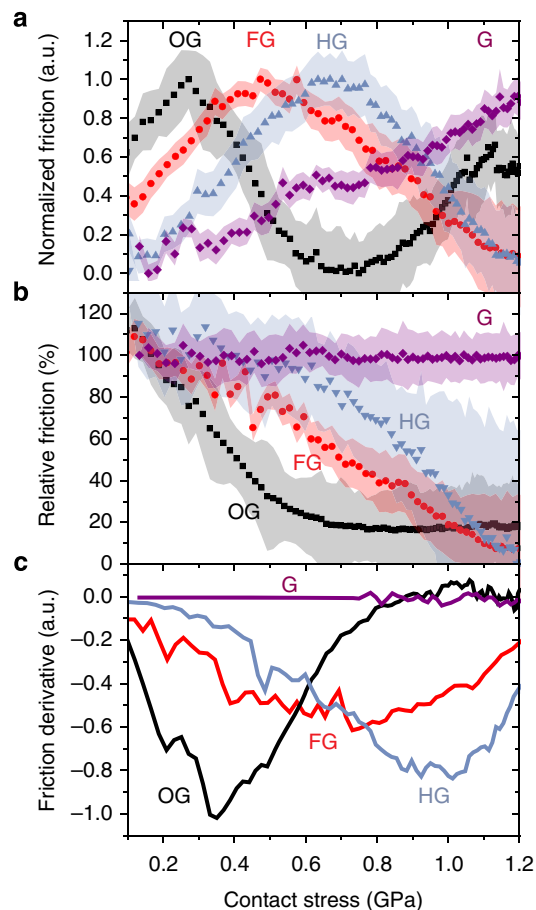 a
OG FG HG G
Normalized friction (a.u.)
1.2
1.0
0.8
0.6
0.4
0.2
0.0
b
G
HG
FG
OG
Relative friction (%)
120
100
80
60
40
20
0
c
G
FG
OG
HG
Friction derivative (a.u.)
0.0
−0.2
−0.4
−0.6
−0.8
−1.0
0.2 0.4 0.6 0.8 1.0 1.2
Contact stress (GPa)